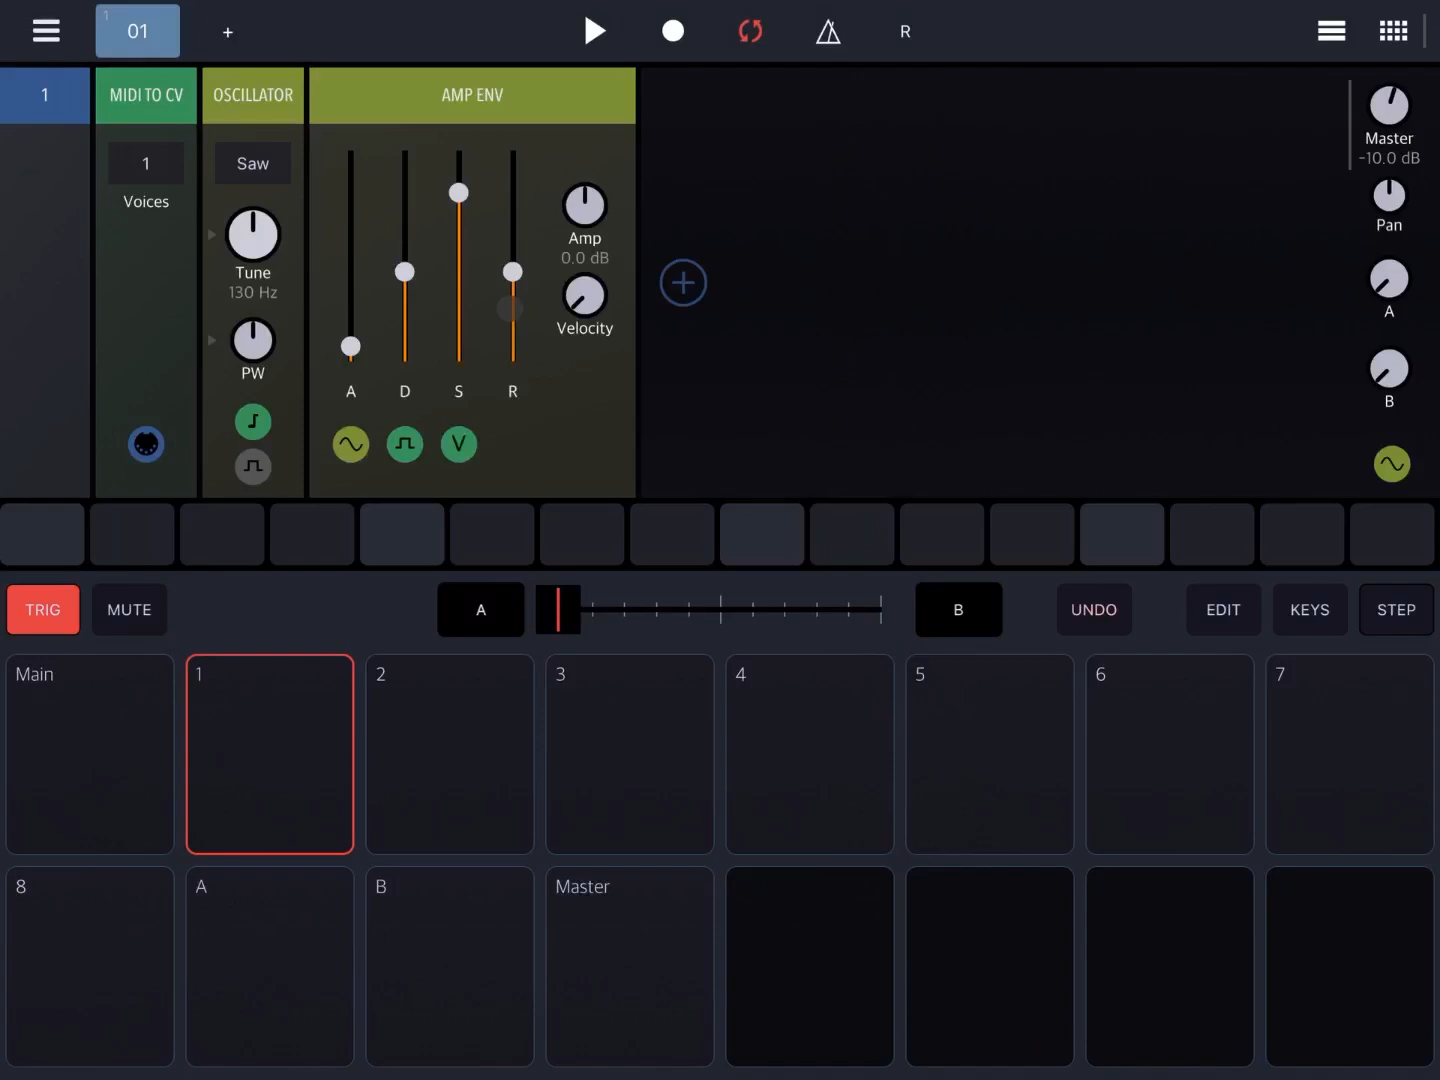 1
01
+
R
1
MIDI TO CV
OSCILLATOR
AMP ENV
Master
-10.0 dB
1
Voices
Saw
Tune
130 Hz
PW
A
D
S
R
Amp
0.0 dB
Velocity
Pan
A
B
V
TRIG
MUTE
A
B
UNDO
EDIT
KEYS
STEP
Main
1
2
3
4
5
6
7
8
A
B
Master